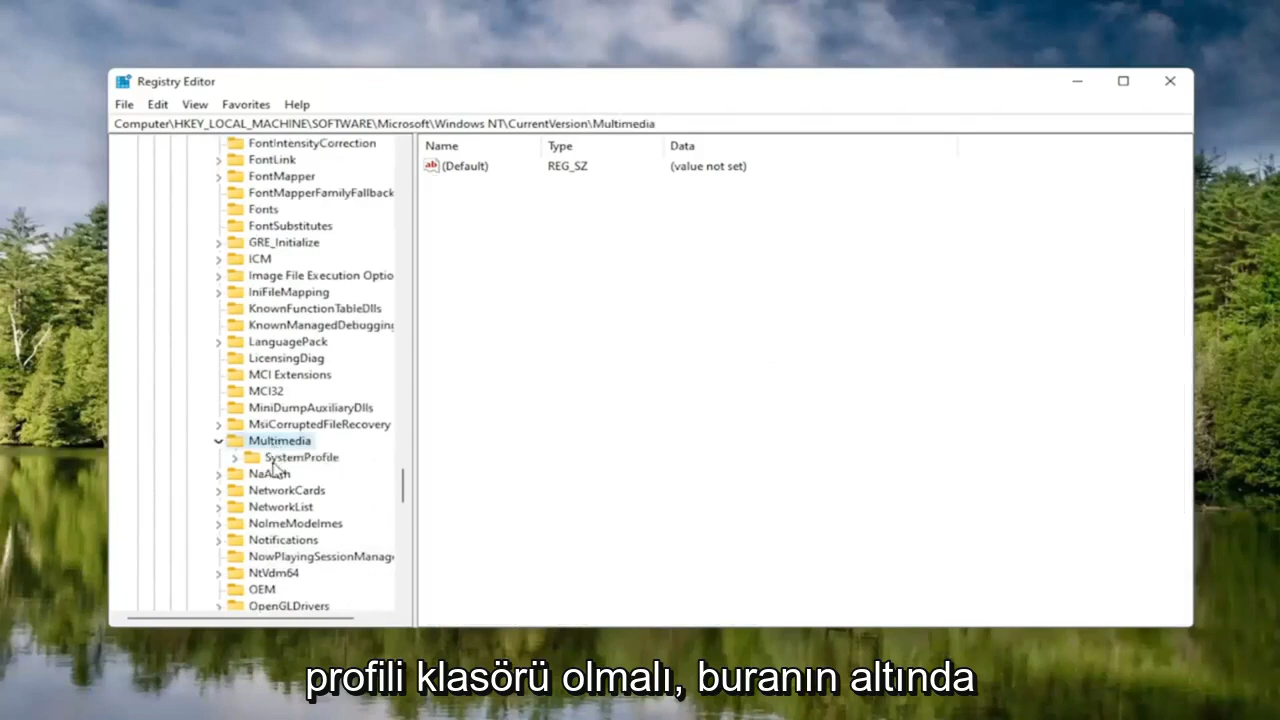 Registry Editor
File Edit View Favorites Help
Computer\HKEY_LOCAL_MACHINE\SOFTWARE\Microsoft\Windows NT\CurrentVersion\Multimedia
Name Type Data
ab (Default) REG_SZ (value not set)
FontIntensityCorrection
FontLink
FontMapper
FontMapperFamilyFallback
Fonts
FontSubstitutes
GRE_Initialize
ICM
Image File Execution Optio
IniFileMapping
KnownFunctionTableDlls
KnownManagedDebugging
LanguagePack
LicensingDiag
MCI Extensions
MCI32
MiniDumpAuxiliaryDlls
MsiCorruptedFileRecovery
Multimedia
SystemProfile
NetworkCards
NetworkList
NoImeModeImes
Notifications
NowPlayingSessionManage
NtVdm64
OEM
OpenGLDrivers
profili klasörü olmalı, buranın altında